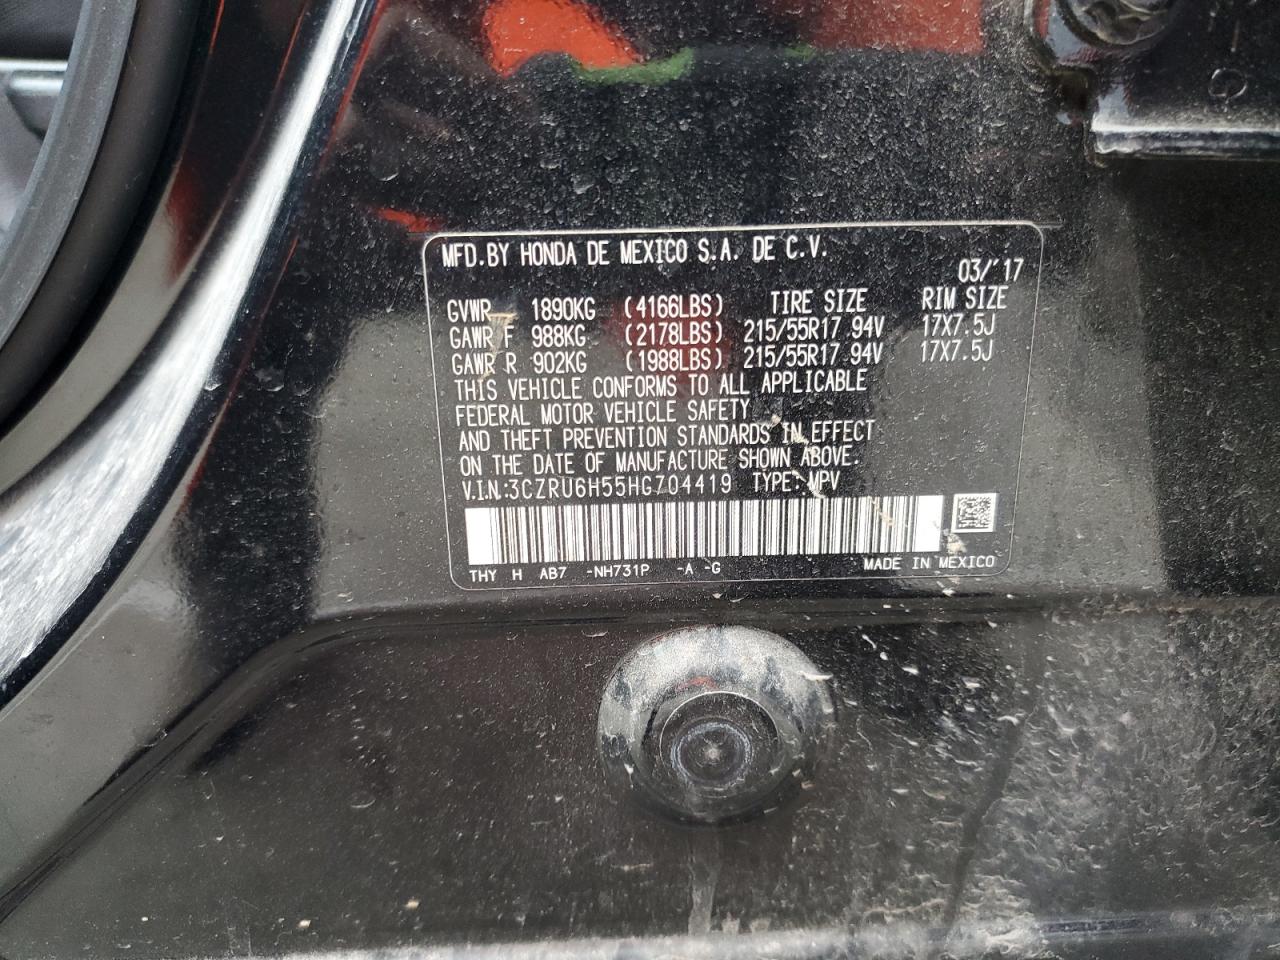 MFD.BY HONDA DE MEXICO S.A. DE C.V.
03/'17
GVWR 1890KG (4166LBS) TIRE SIZE RIM SIZE
GAWR F 988KG (2178LBS) 215/55R17 94V 17X7.5J
GAWR R 902KG (1988LBS) 215/55R17 94V 17X7.5J
THIS VEHICLE CONFORMS TO ALL APPLICABLE
FEDERAL MOTOR VEHICLE SAFETY
AND THEFT PREVENTION STANDARDS IN EFFECT
ON THE DATE OF MANUFACTURE SHOWN ABOVE.
V.I.N:3CZRU6H55HG704419 TYPE:MPV
THY H AB7 -NH731P -A -G MADE IN MEXICO